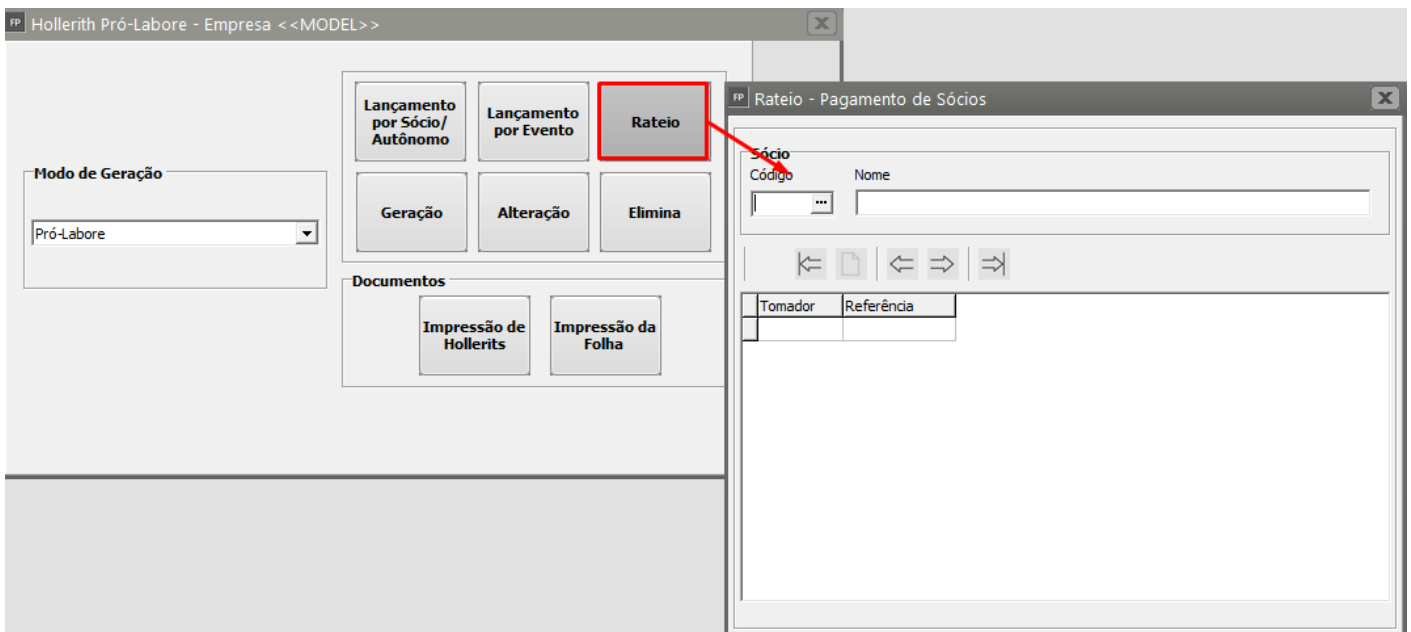 FP Hollerith Pró-Labore - Empresa <<MODEL>>
Modo de Geração
Pró-Labore
Lançamento
por Sócio/
Autônomo
Lançamento
por Evento
Rateio
Geração
Alteração
Elimina
Documentos
Impressão de
Hollerits
Impressão da
Folha
FP Rateio - Pagamento de Sócios
Sócio
Código Nome
...
Tomador Referência